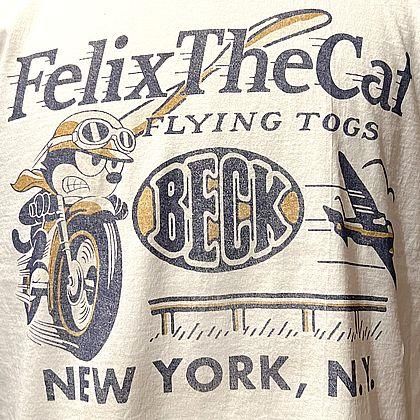 FelixTheCat
FLYING TOGS
BECK
NEW YORK, N.Y.